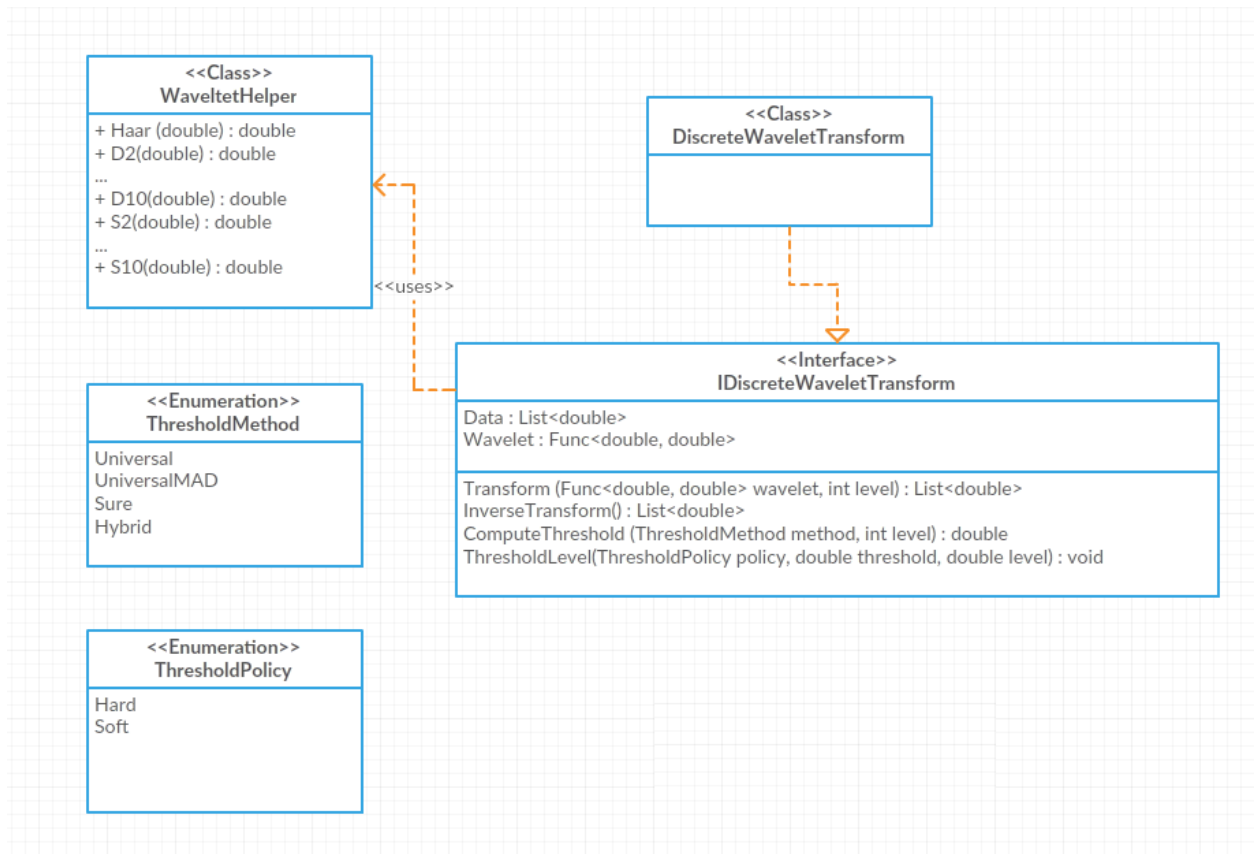 <<Class>>
WaveltetHelper
+ Haar (double) : double
+ D2(double) : double
...
+ D10(double) : double
+ S2(double) : double
...
+ S10(double) : double
<<uses>>
<<Class>>
DiscreteWaveletTransform
<<Interface>>
IDiscreteWaveletTransform
Data : List<double>
Wavelet : Func<double, double>
Transform (Func<double, double> wavelet, int level) : List<double>
InverseTransform() : List<double>
ComputeThreshold (ThresholdMethod method, int level) : double
ThresholdLevel(ThresholdPolicy policy, double threshold, double level) : void
<<Enumeration>>
ThresholdMethod
Universal
UniversalMAD
Sure
Hybrid
<<Enumeration>>
ThresholdPolicy
Hard
Soft